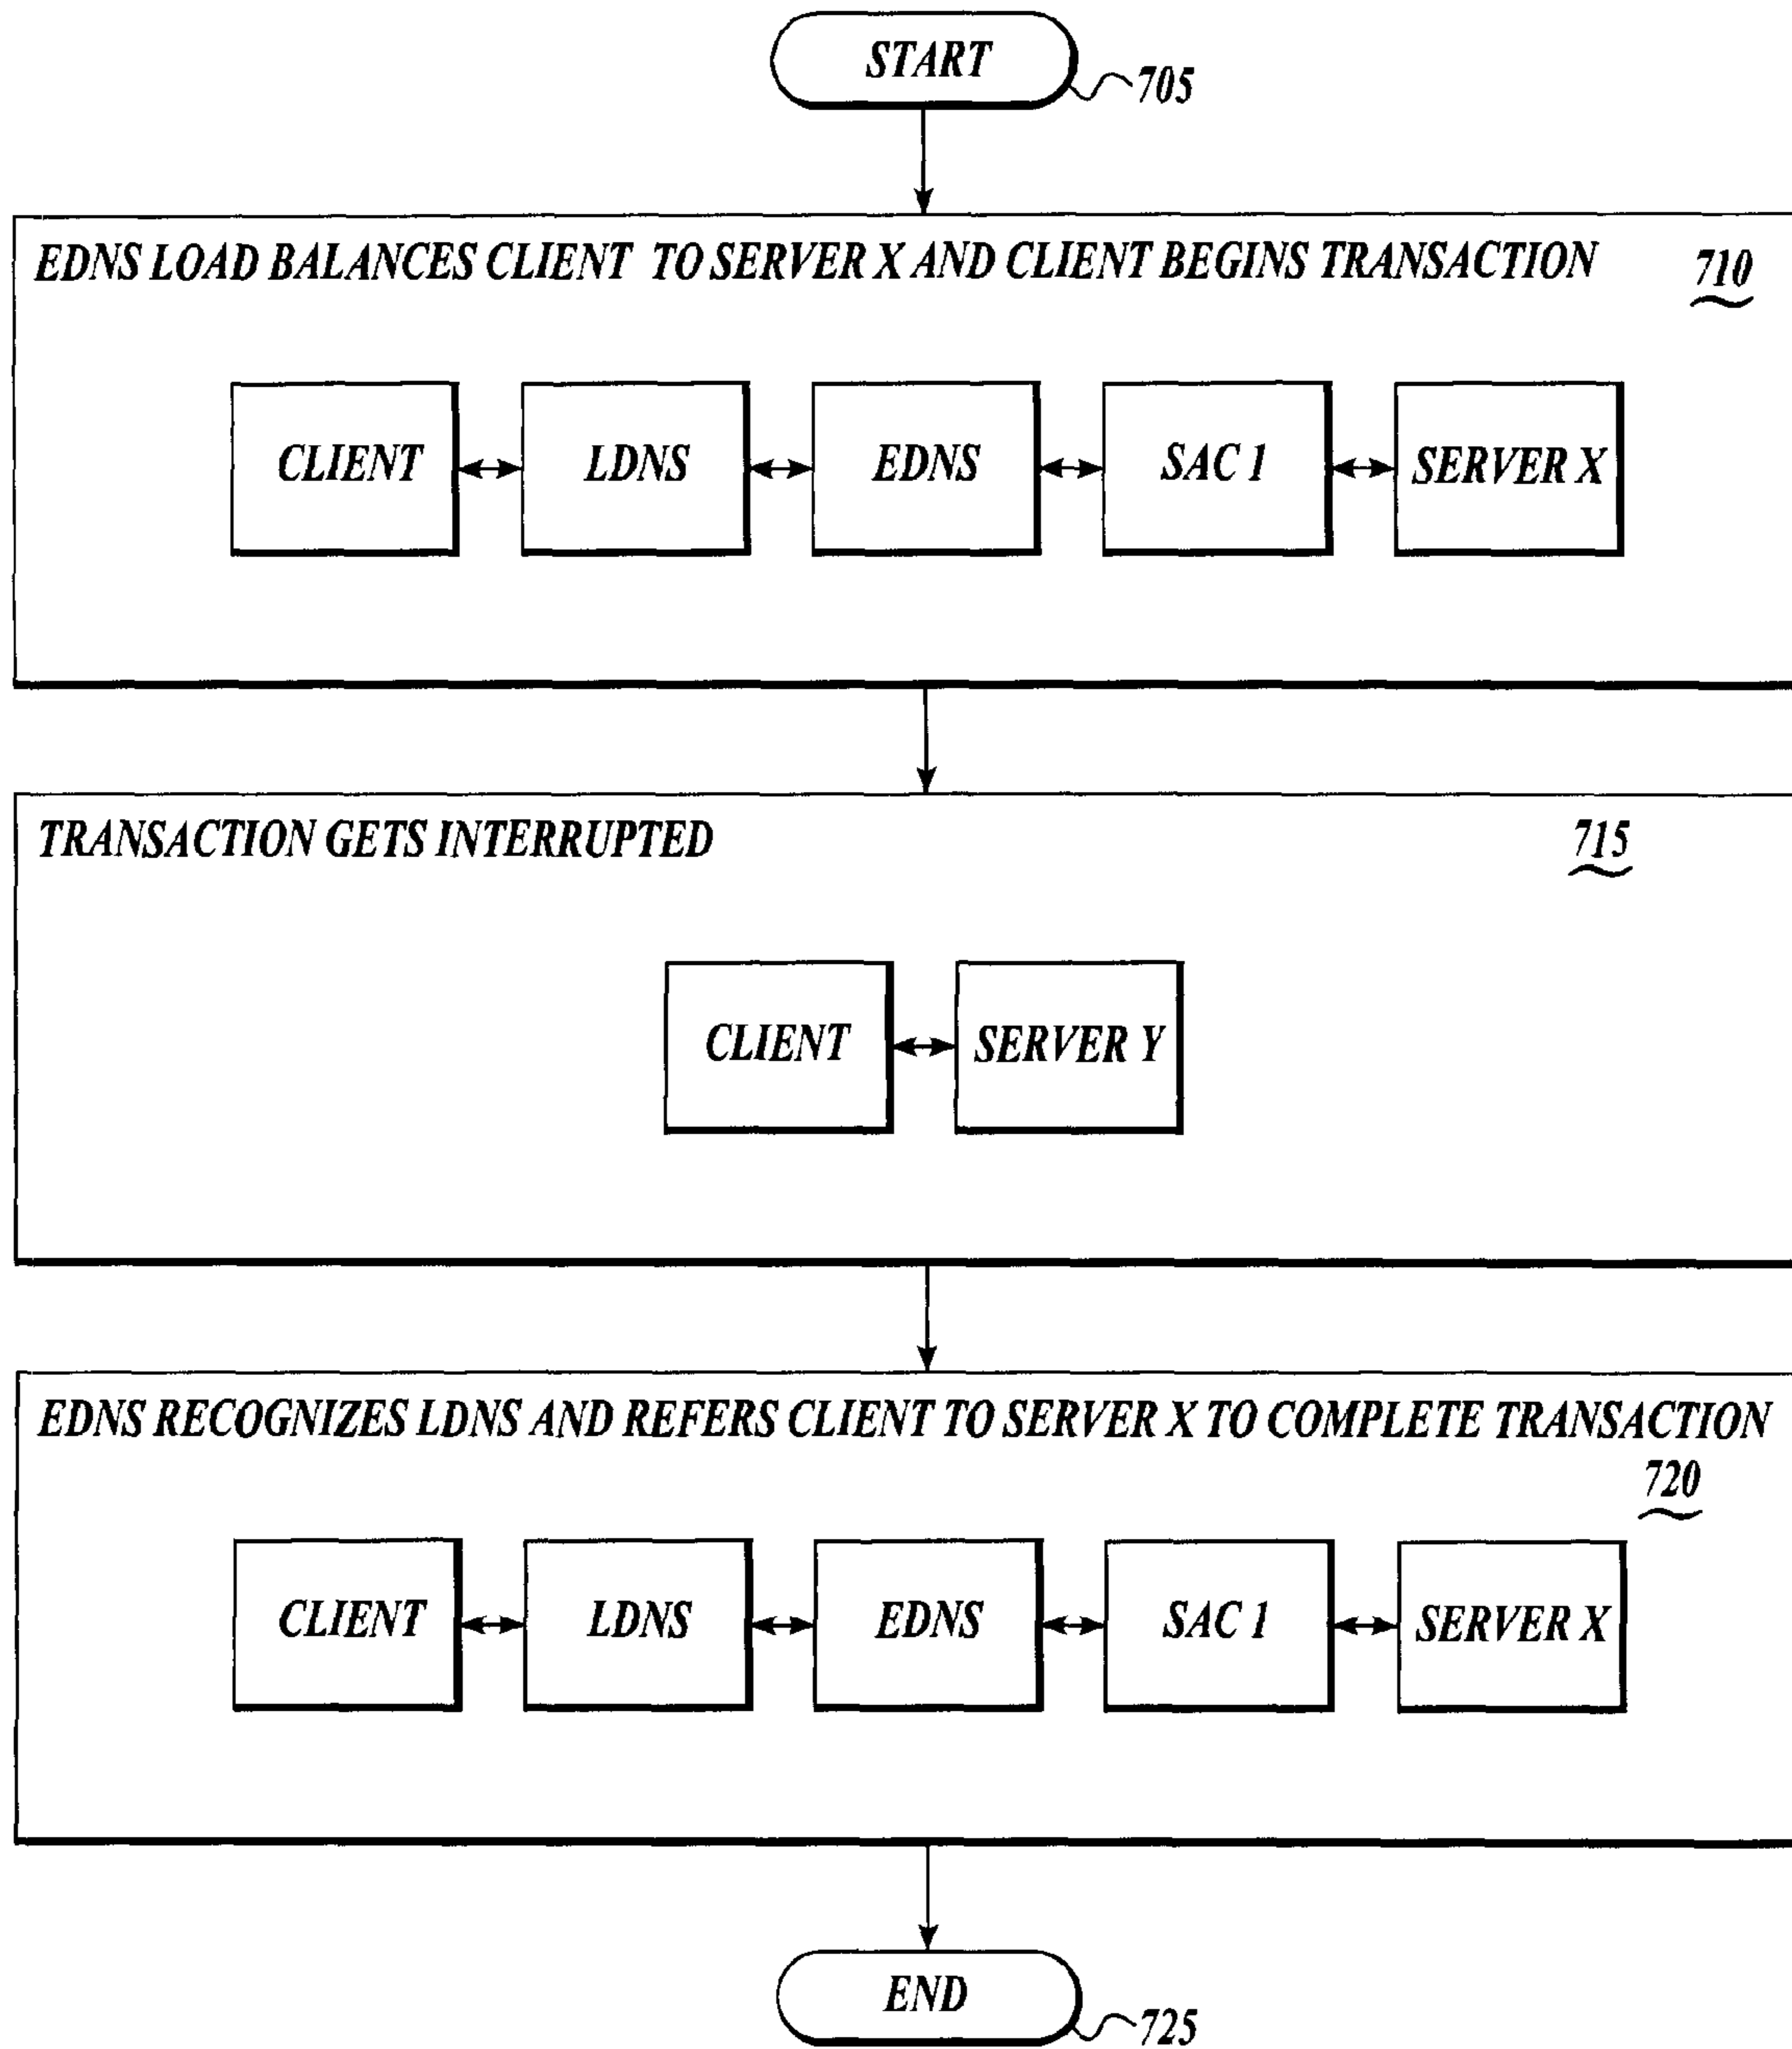 START
705
EDNS LOAD BALANCES CLIENT TO SERVER X AND CLIENT BEGINS TRANSACTION
710
CLIENT
LDNS
EDNS
SAC 1
SERVER X
TRANSACTION GETS INTERRUPTED
715
CLIENT
SERVER Y
EDNS RECOGNIZES LDNS AND REFERS CLIENT TO SERVER X TO COMPLETE TRANSACTION
720
CLIENT
LDNS
EDNS
SAC 1
SERVER X
END
725